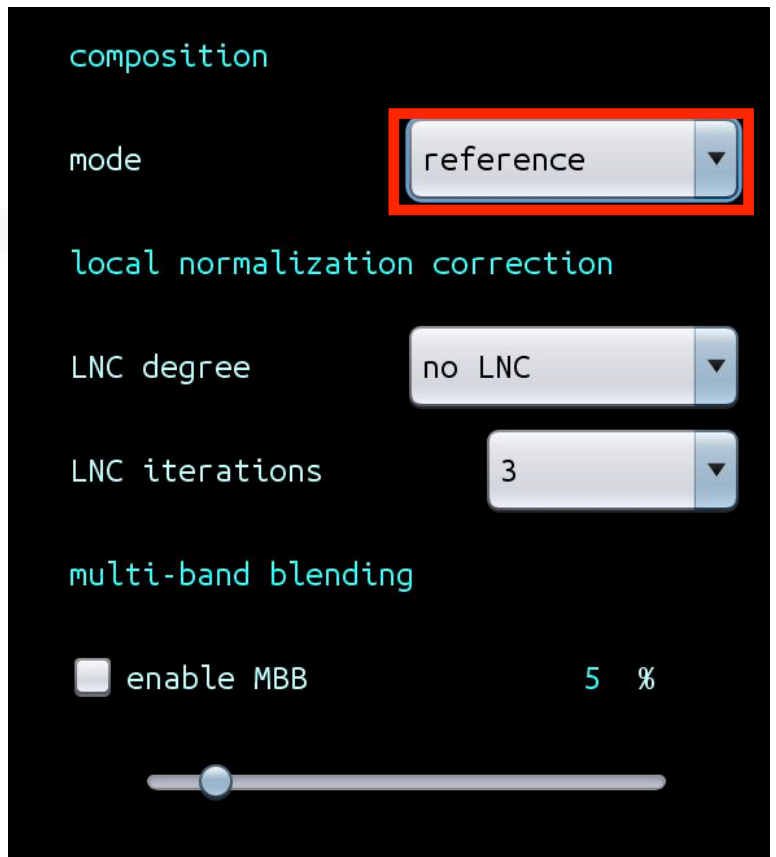 composition
mode reference
local normalization correction
LNC degree no LNC
LNC iterations 3
multi-band blending
enable MBB 5 %